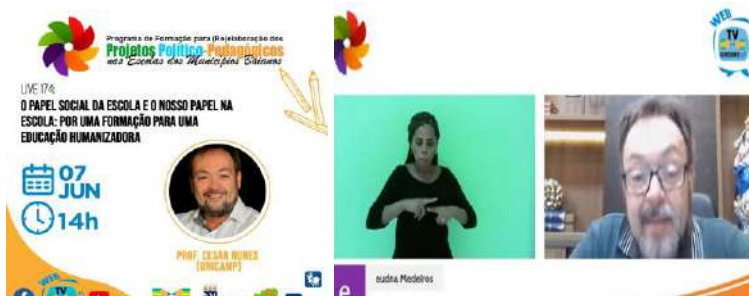 Programa de Formação para (Re)elaboração dos
Projetos Político-Pedagógicos
nas Escolas dos Municípios Baianos
LIVE 174:
O PAPEL SOCIAL DA ESCOLA E O NOSSO PAPEL NA
ESCOLA: POR UMA FORMAÇÃO PARA UMA
EDUCAÇÃO HUMANIZADORA
07
JUN
14h
PROF. CESAR NUNES
(UNICAMP)
WEB
TV
WEB
TV
e
eudna Medeiros